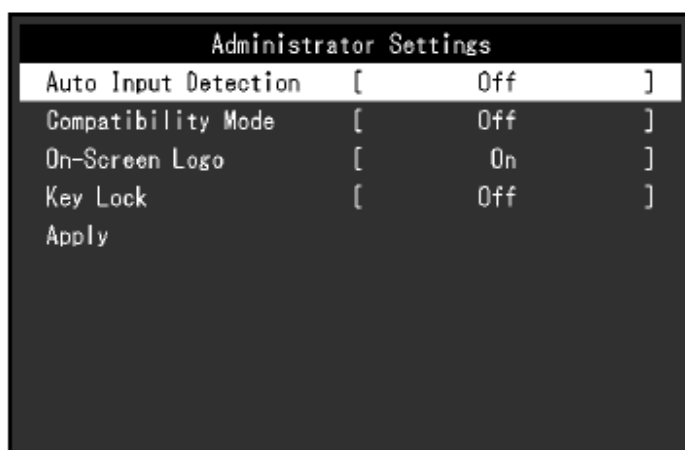 Administrator Settings
Auto Input Detection [ Off ]
Compatibility Mode [ Off ]
On-Screen Logo [ On ]
Key Lock [ Off ]
Apply